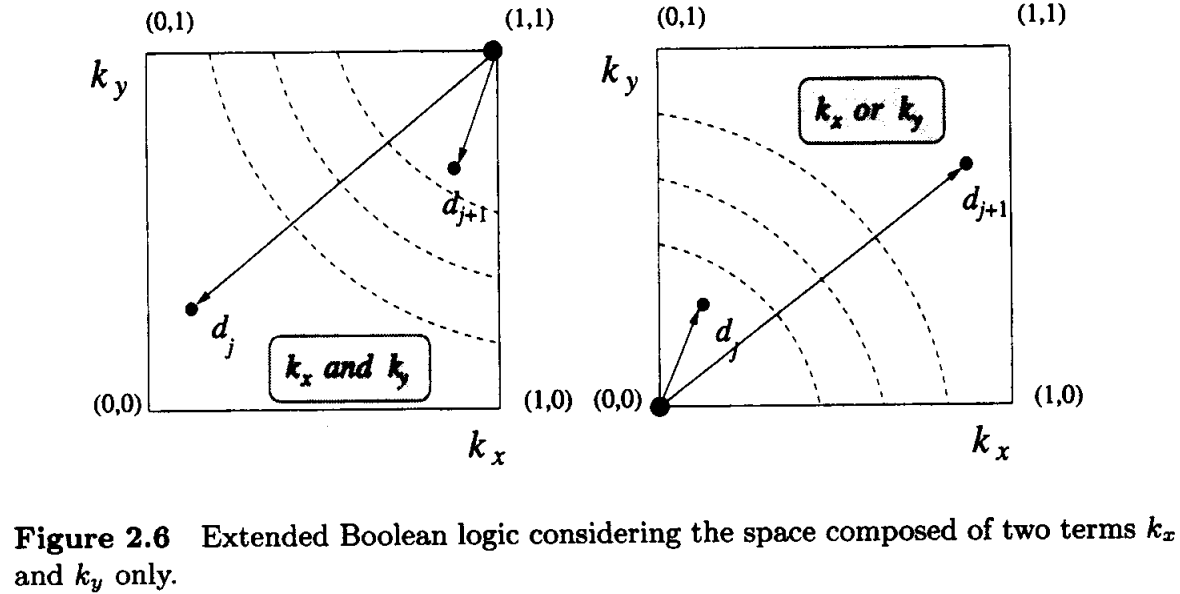 (0,1)
(1,1)
k y
d j+1
d j
k x and k y
(0,0)
(1,0)
k x
(0,1)
(1,1)
k y
k x or k y
d j+1
d j
(0,0)
(1,0)
k x
Figure 2.6 Extended Boolean logic considering the space composed of two terms k x
and k y only.